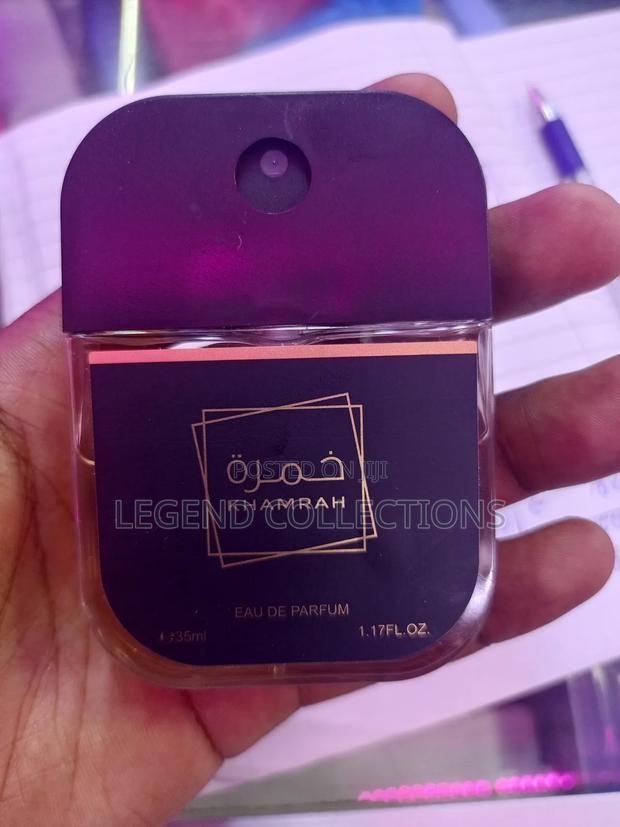 خمرة
POSTED ON JIJI
KHAMRAH
LEGEND COLLECTIONS
EAU DE PARFUM
35ml
1.17FL.OZ.